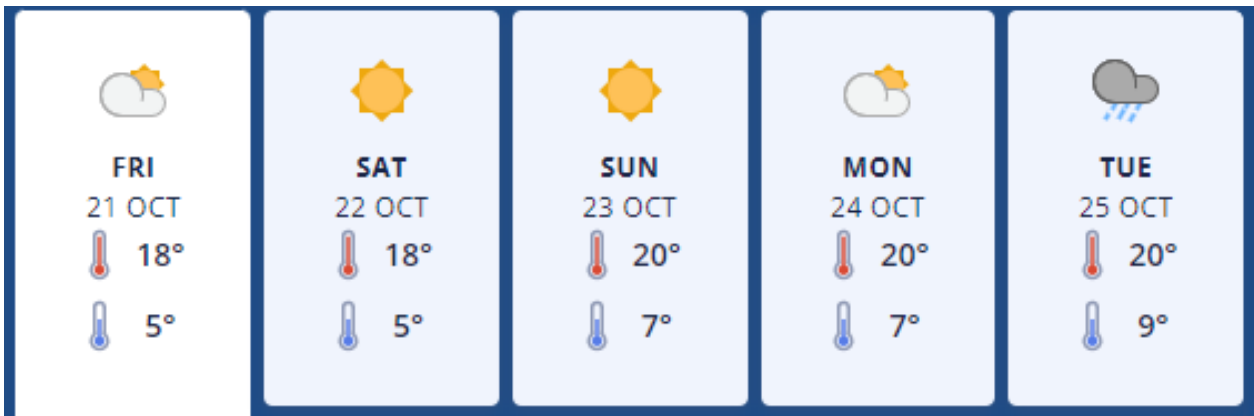 FRI
21 OCT
18°
5°
SAT
22 OCT
18°
5°
SUN
23 OCT
20°
7°
MON
24 OCT
20°
7°
TUE
25 OCT
20°
9°